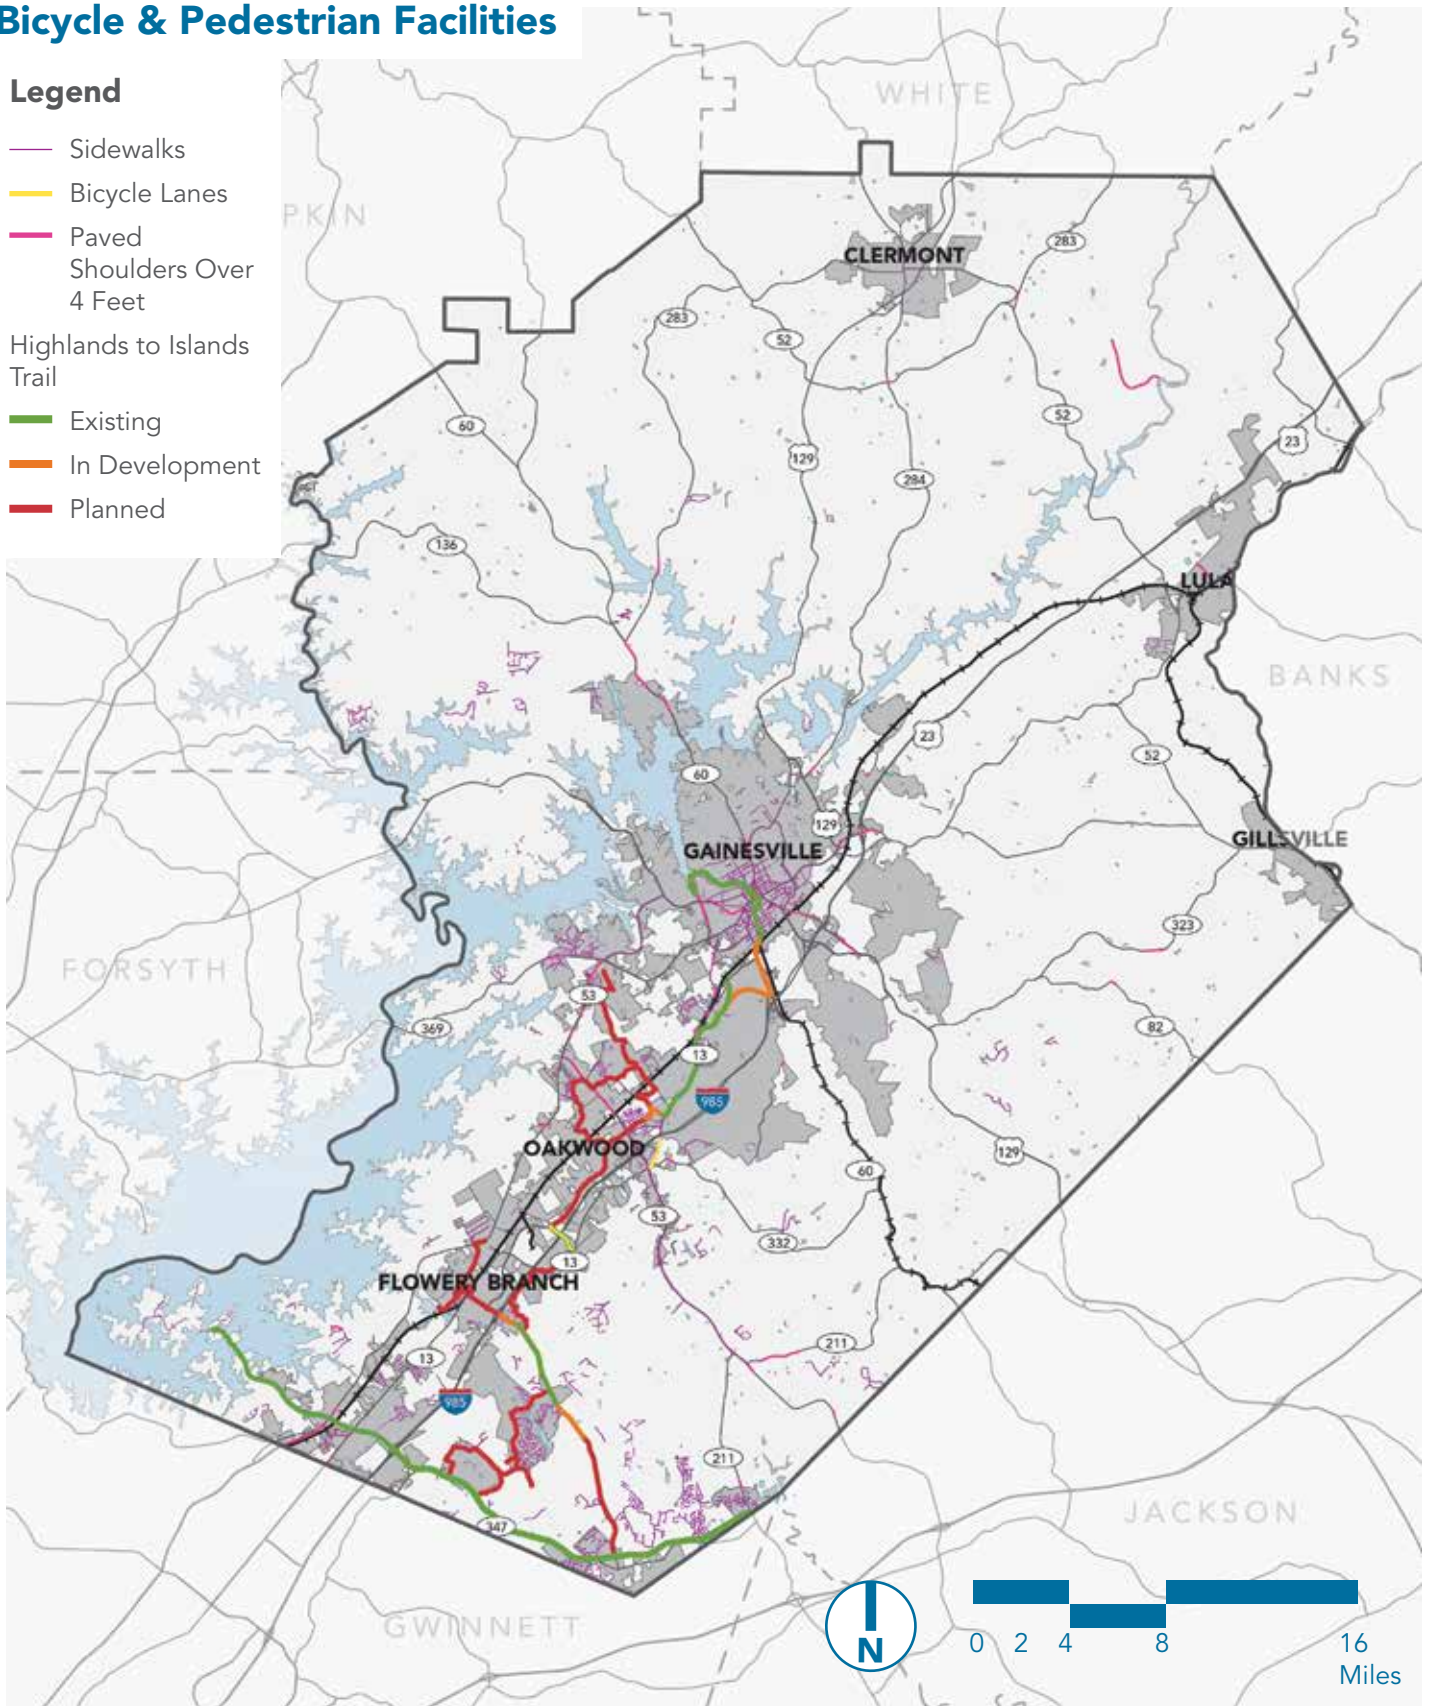 Bicycle & Pedestrian Facilities
Legend
Sidewalks
Bicycle Lanes
Paved
Shoulders Over
4 Feet
Highlands to Islands
Trail
Existing
In Development
Planned
WHITE
PKIN
CLERMONT
283
283
52
60
52
129
284
23
136
LULA
BANKS
23
52
60
129
GAINESVILLE
GILLSVILLE
323
FORSYTH
53
369
82
13
985
OAKWOOD
129
60
53
332
13
FLOWERY BRANCH
211
13
985
211
347
JACKSON
GWINNETT
N
0 2 4 8 16
Miles